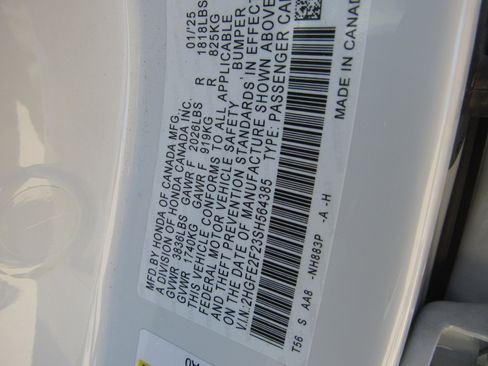 MFD. BY HONDA OF CANADA MFG. 01/'25
A DIVISION OF HONDA CANADA INC.
GVWR 3836LBS GAWR F 2026LBS R 1818LBS
GVWR 1740KG GAWR F 919KG R 825KG
THIS VEHICLE CONFORMS TO ALL APPLICABLE
FEDERAL MOTOR VEHICLE SAFETY, BUMPER,
AND THEFT PREVENTION STANDARDS IN EFFECT
ON THE DATE OF MANUFACTURE SHOWN ABOVE
V.I.N: 2HGFE2F23SH564385 TYPE: PASSENGER CAR
T56 S AA8 -NH883P -A -H MADE IN CANADA